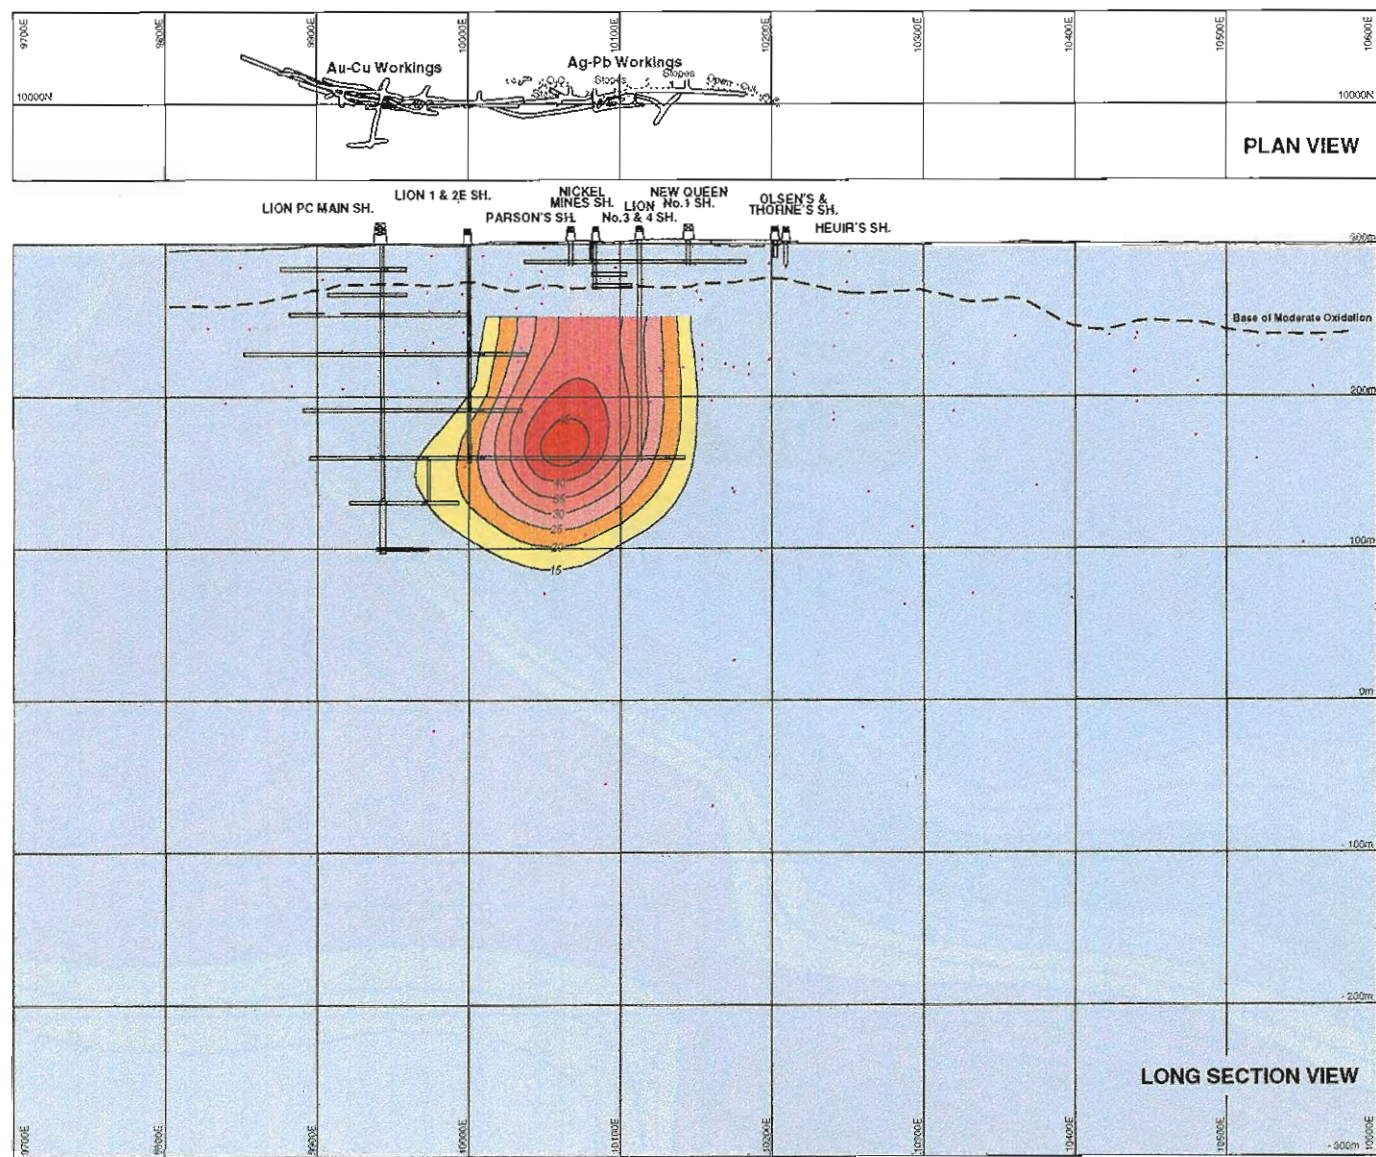 9700E
9800E
9900E
10000E
10100E
10200E
10300E
10400E
10500E
10600E
Au-Cu Workings
Ag-Pb Workings
Stopes
Stopes
Open
Cut
10000N
10000N
PLAN VIEW
LION PC MAIN SH.
LION 1 & 2E SH.
PARSON'S SH.
NICKEL
MINES SH.
LION
No.3 & 4 SH.
NEW QUEEN
No.1 SH.
OLSEN'S &
THORNE'S SH.
HEUIR'S SH.
300m
Base of Moderate Oxidation
200m
45
40
35
30
25
20
15
100m
0m
-100m
-200m
LONG SECTION VIEW
9700E
9800E
9900E
10000E
10100E
10200E
10300E
10400E
10500E
10600E
-300m